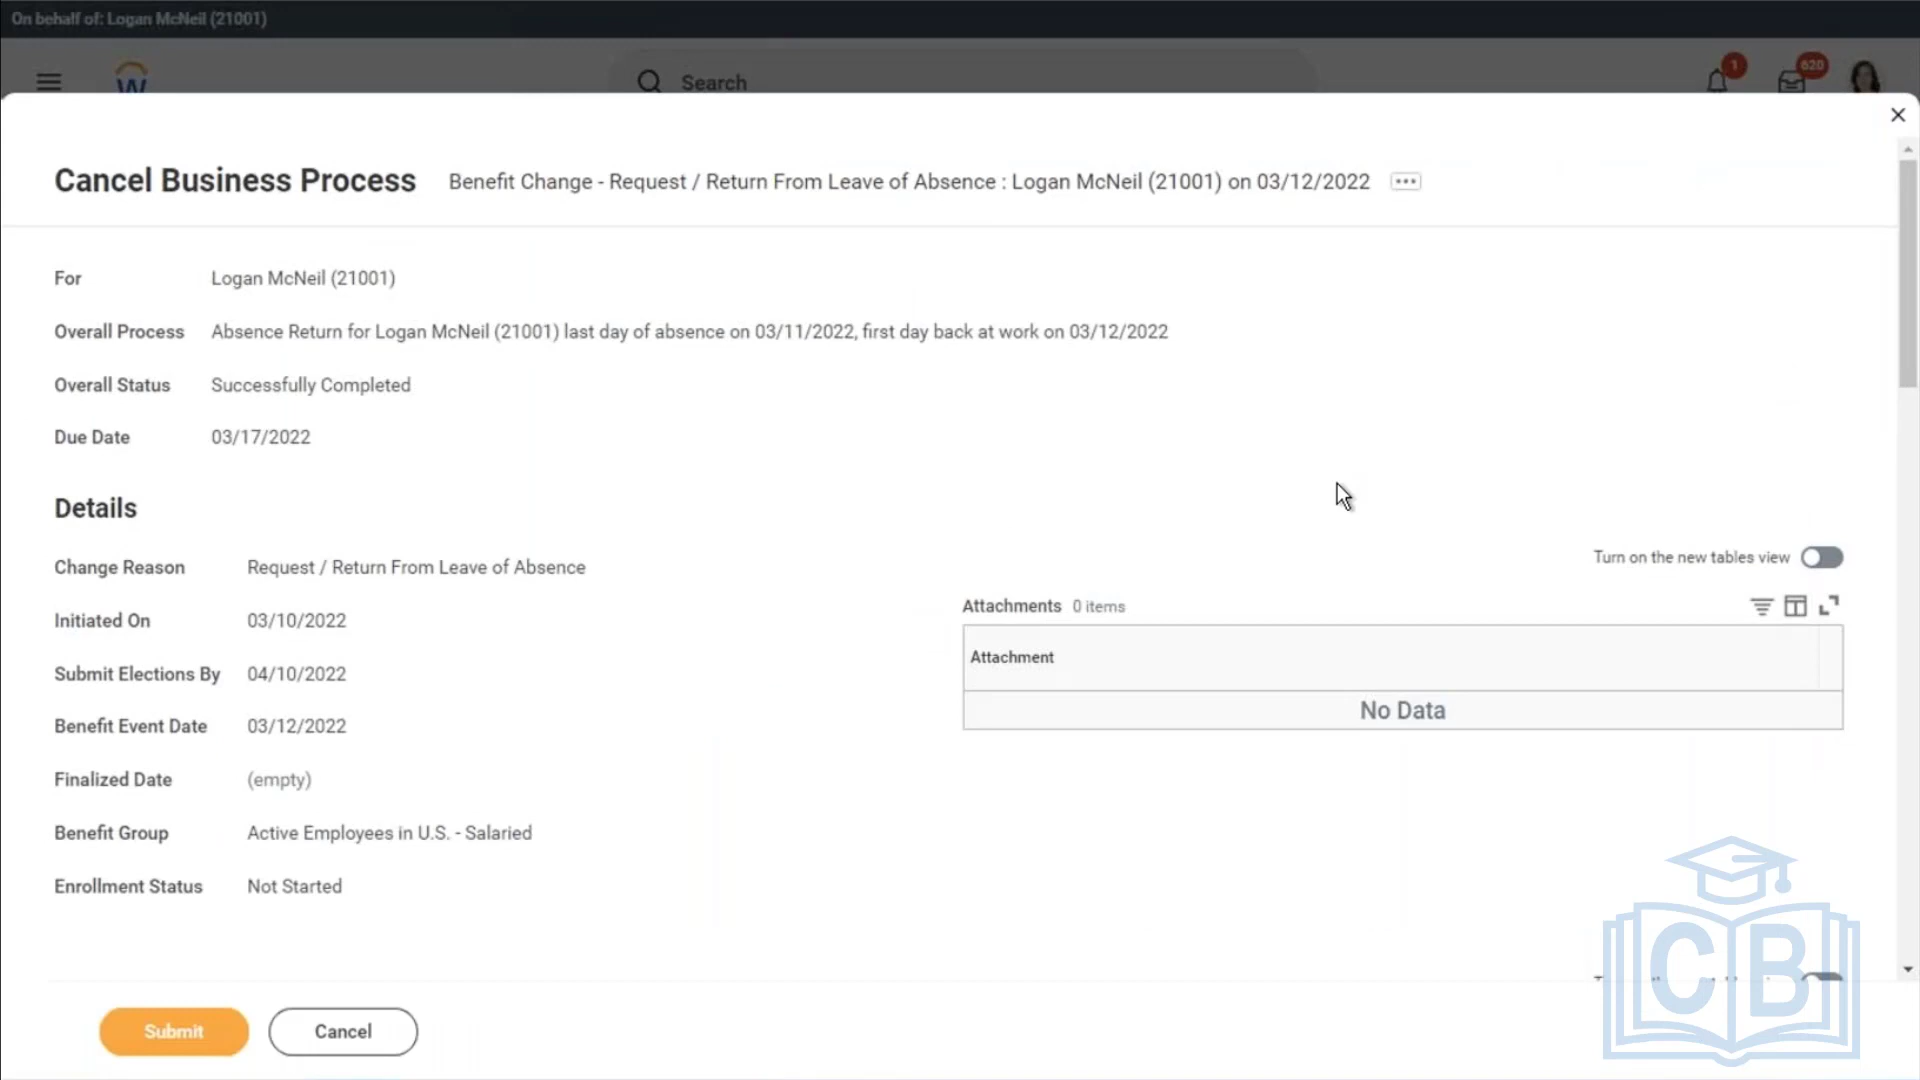 On behalf of: Logan McNeil (21001)
W
Search
1
620
Cancel Business Process
Benefit Change - Request / Return From Leave of Absence : Logan McNeil (21001) on 03/12/2022
For
Logan McNeil (21001)
Overall Process
Absence Return for Logan McNeil (21001) last day of absence on 03/11/2022, first day back at work on 03/12/2022
Overall Status
Successfully Completed
Due Date
03/17/2022
Details
Change Reason
Request / Return From Leave of Absence
Initiated On
03/10/2022
Submit Elections By
04/10/2022
Benefit Event Date
03/12/2022
Finalized Date
(empty)
Benefit Group
Active Employees in U.S. - Salaried
Enrollment Status
Not Started
Turn on the new tables view
Attachments 0 items
Attachment
No Data
Submit
Cancel
CB